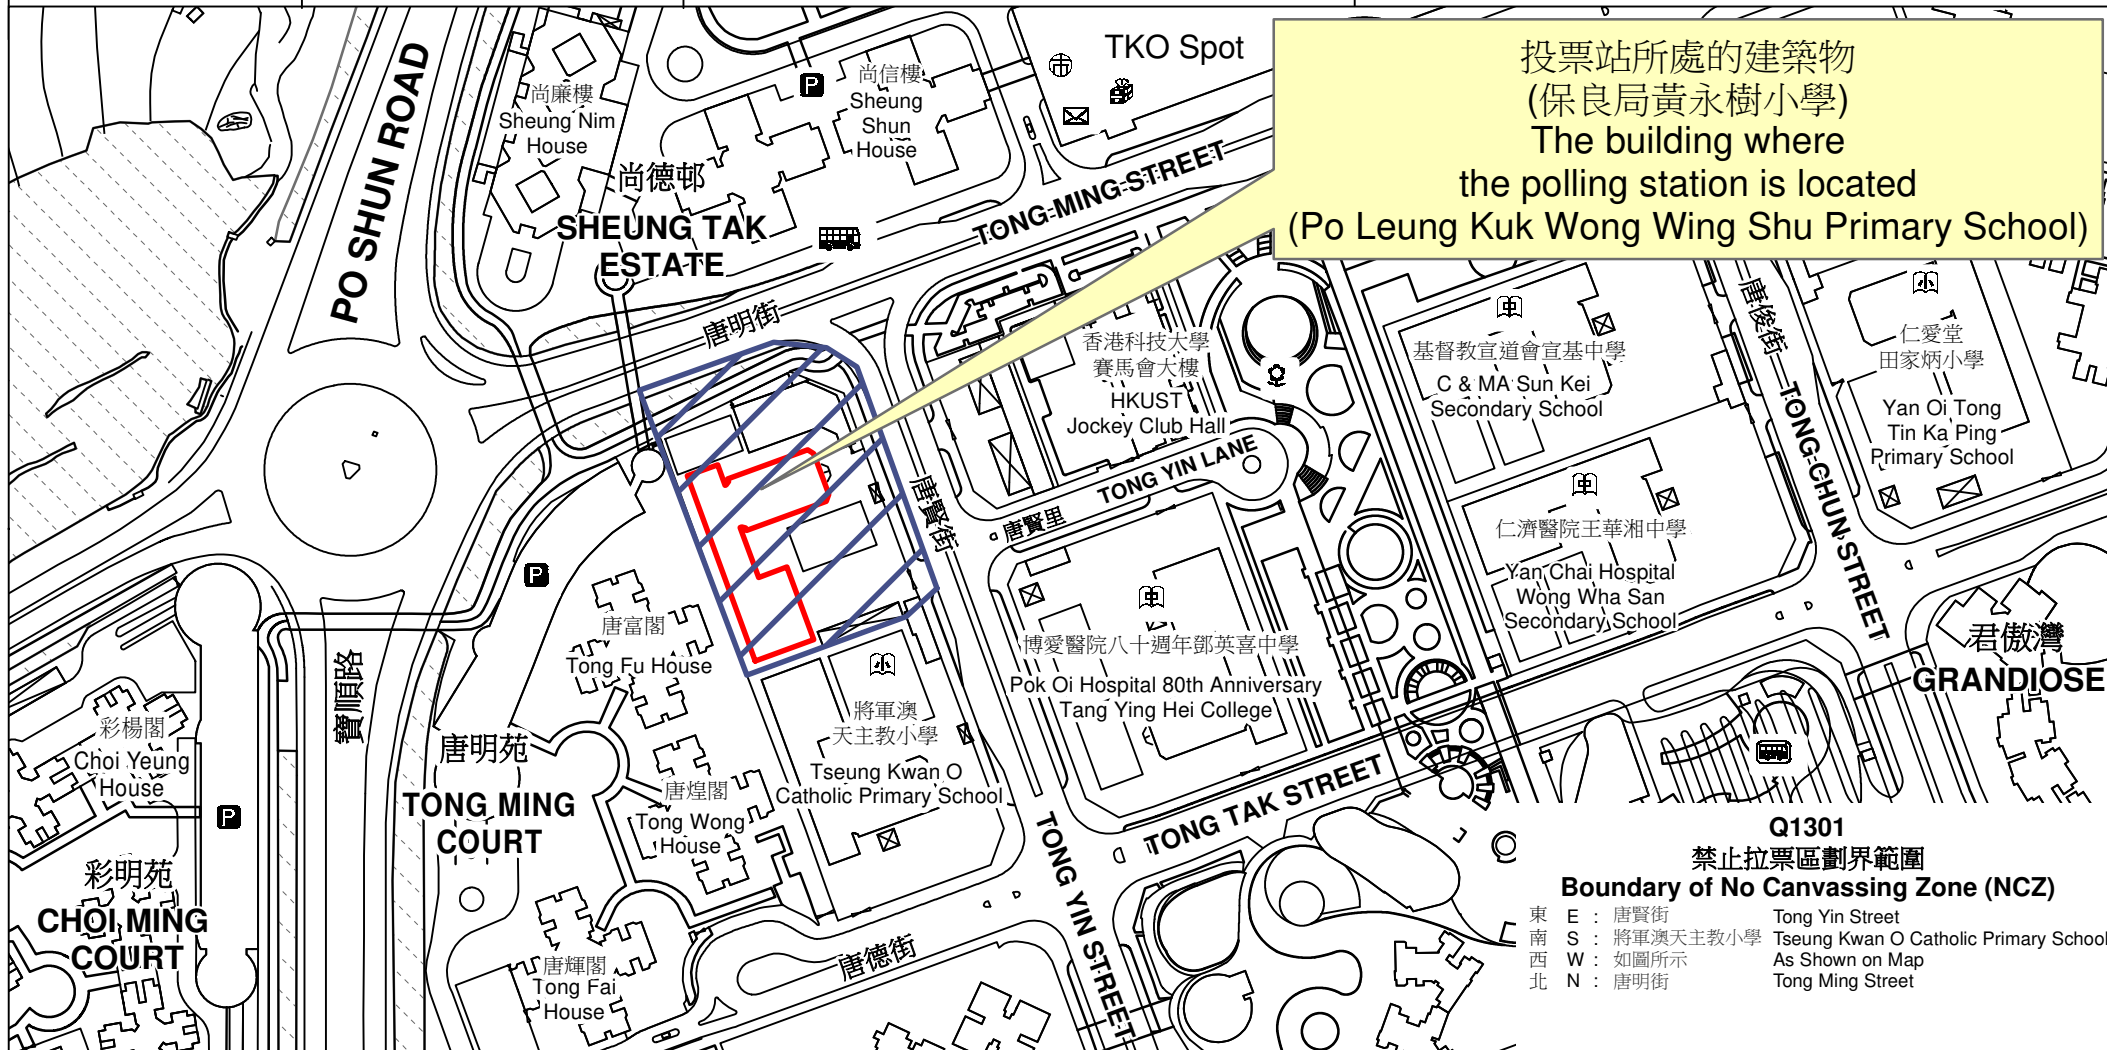 TKO Spot
投票站所處的建築物
(保良局黃永樹小學)
The building where
the polling station is located
(Po Leung Kuk Wong Wing Shu Primary School)
PO SHUN ROAD
尚廉樓
Sheung Nim
House
P
尚信樓
Sheung
Shun
House
尚德邨
SHEUNG TAK
ESTATE
TONG MING STREET
唐明街
香港科技大學
賽馬會大樓
HKUST
Jockey Club Hall
中
基督教宣道會宣基中學
C & MA Sun Kei
Secondary School
唐俊街
TONG CHUN STREET
小
仁愛堂
田家炳小學
Yan Oi Tong
Tin Ka Ping
Primary School
唐賢街
TONG YIN LANE
唐賢里
中
仁濟醫院王華湘中學
Yan Chai Hospital
Wong Wha San
Secondary School
P
唐富閣
Tong Fu House
中
博愛醫院八十週年鄧英喜中學
Pok Oi Hospital 80th Anniversary
Tang Ying Hei College
君傲灣
GRANDIOSE
小
將軍澳
天主教小學
Tseung Kwan O
Catholic Primary School
寶順路
彩楊閣
Choi Yeung
House
P
唐明苑
TONG MING
COURT
唐煌閣
Tong Wong
House
TONG TAK STREET
TONG YIN STREET
彩明苑
CHOI MING
COURT
唐輝閣
Tong Fai
House
唐德街
Q1301
禁止拉票區劃界範圍
Boundary of No Canvassing Zone (NCZ)
東 E : 唐賢街 Tong Yin Street
南 S : 將軍澳天主教小學 Tseung Kwan O Catholic Primary School
西 W : 如圖所示 As Shown on Map
北 N : 唐明街 Tong Ming Street